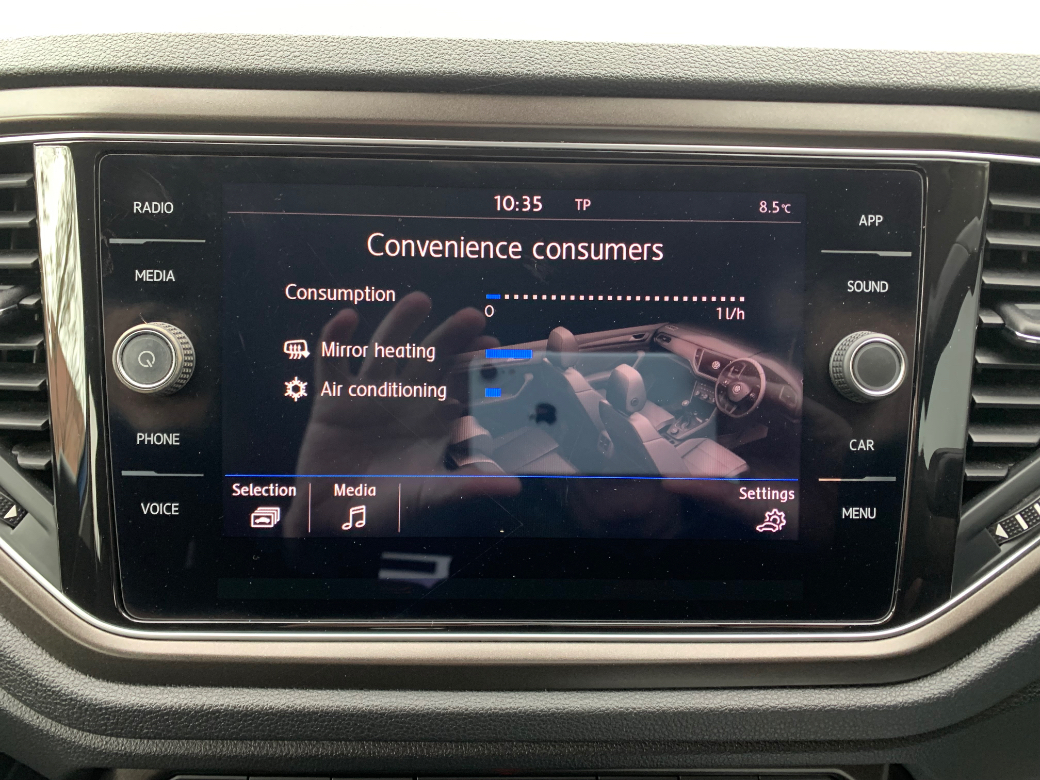 RADIO
MEDIA
PHONE
VOICE
10:35 TP 8.5°C
Convenience consumers
Consumption
0 1 l/h
Mirror heating
Air conditioning
Selection Media Settings
APP
SOUND
CAR
MENU